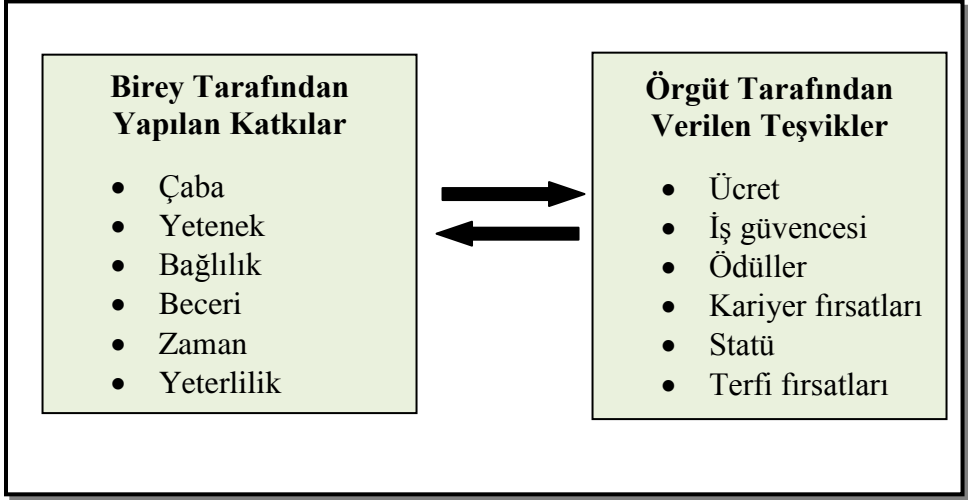 Birey Tarafından
Yapılan Katkılar
• Çaba
• Yetenek
• Bağlılık
• Beceri
• Zaman
• Yeterlilik
Örgüt Tarafından
Verilen Teşvikler
• Ücret
• İş güvencesi
• Ödüller
• Kariyer fırsatları
• Statü
• Terfi fırsatları